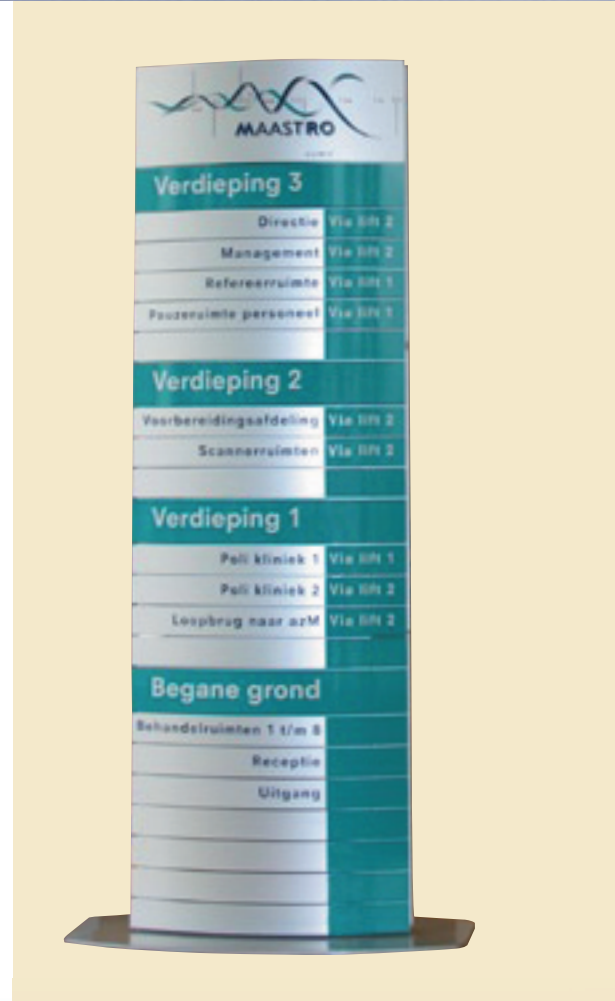 MAASTRO
Verdieping 3
Directie Via lift 2
Management Via lift 2
Refereerruimte Via lift 1
Pauzeruimte personeel Via lift 1
Verdieping 2
Voorbereidingsafdeling Via lift 2
Scannerruimten Via lift 2
Verdieping 1
Poli kliniek 1 Via lift 1
Poli kliniek 2 Via lift 2
Loopbrug naar azM Via lift 2
Begane grond
Behandelruimten 1 t/m 8
Receptie
Uitgang